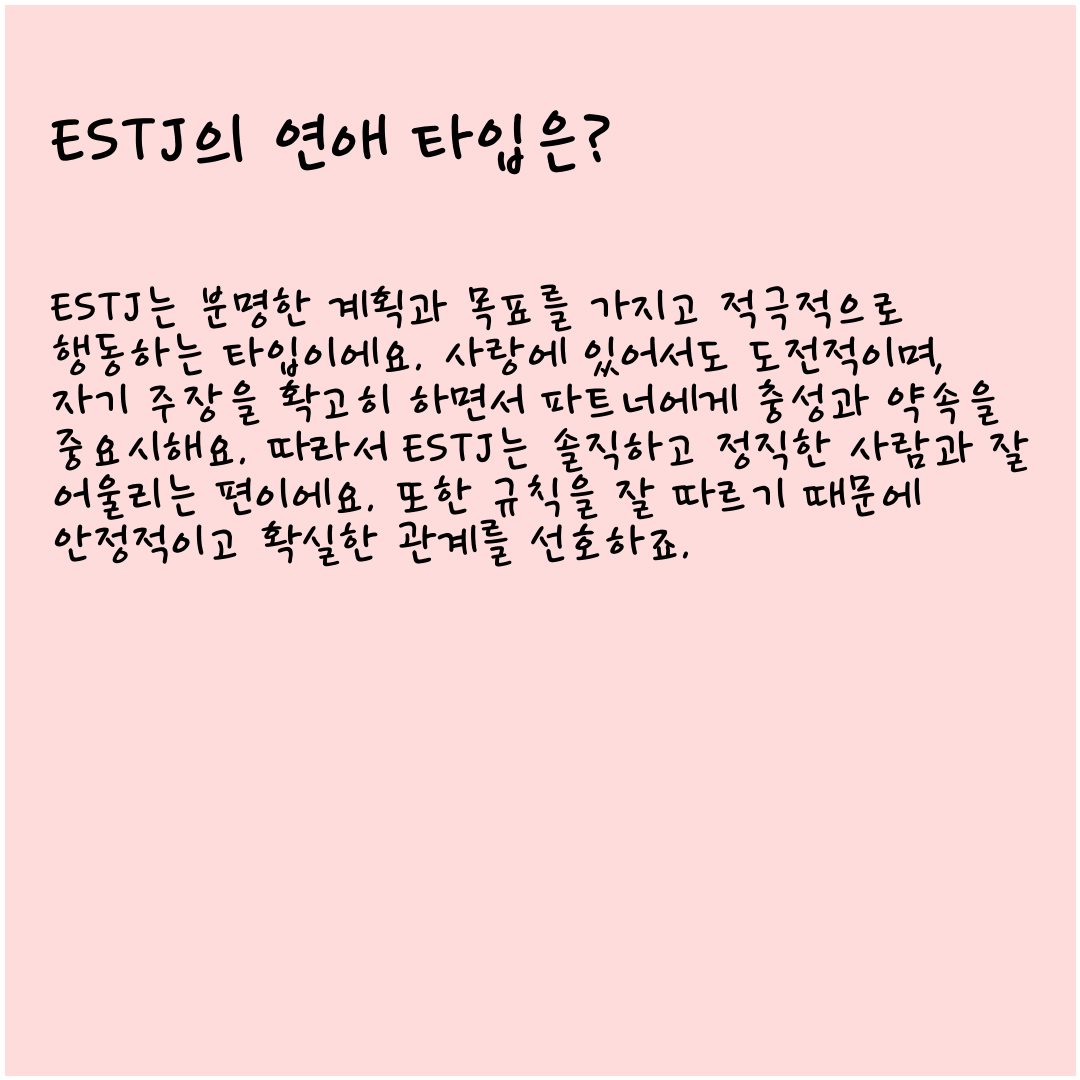 ESTJ의 연애 타입은?
ESTJ는 분명한 계획과 목표를 가지고 적극적으로
행동하는 타입이에요. 사랑에 있어서도 도전적이며,
자기 주장을 확고히 하면서 파트너에게 충성과 약속을
중요시해요. 따라서 ESTJ는 솔직하고 정직한 사람과 잘
어울리는 편이에요. 또한 규칙을 잘 따르기 때문에
안정적이고 확실한 관계를 선호하죠.